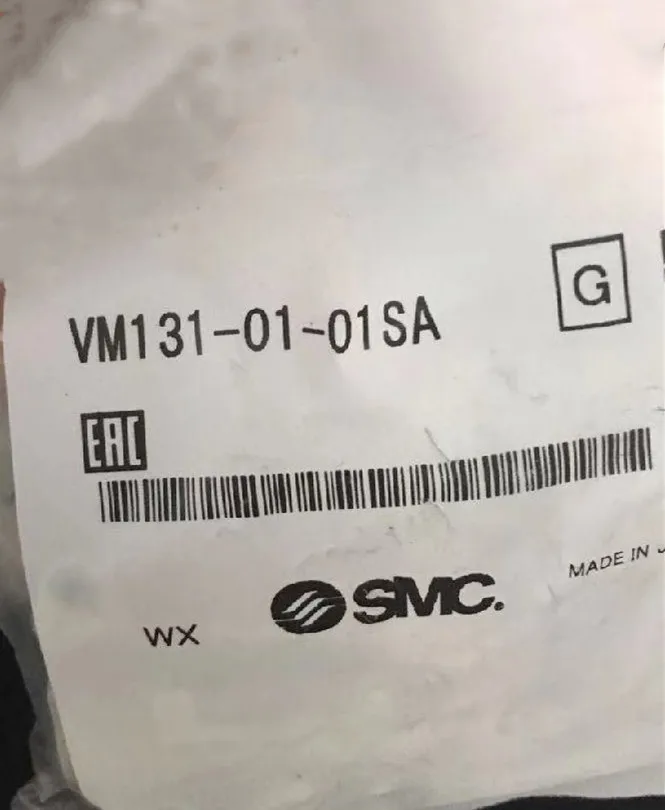 G
VM131-01-01SA
EAC
MADE IN
WX
SMC.